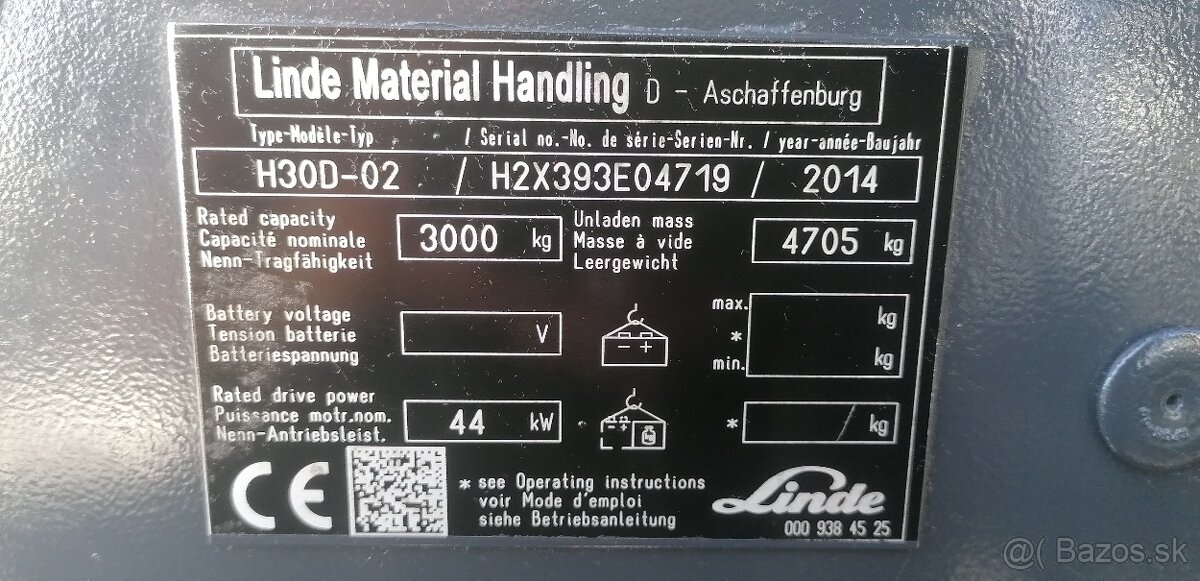 Linde Material Handling D - Aschaffenburg
Type-Modèle-Typ / Serial no.-No. de série-Serien-Nr. / year-année-Baujahr
H30D-02 / H2X393E04719 / 2014
Rated capacity
Capacité nominale
Nenn-Tragfähigkeit
3000 kg
Unladen mass
Masse à vide
Leergewicht
4705 kg
Battery voltage
Tension batterie
Batteriespannung
V
- +
max.
*
min.
kg
kg
Rated drive power
Puissance motr.nom.
Nenn-Antriebsleist.
44 kW
- +
kg
* / kg
CE
* see Operating instructions
voir Mode d'emploi
siehe Betriebsanleitung
Linde
000 938 45 25
@( Bazos.sk